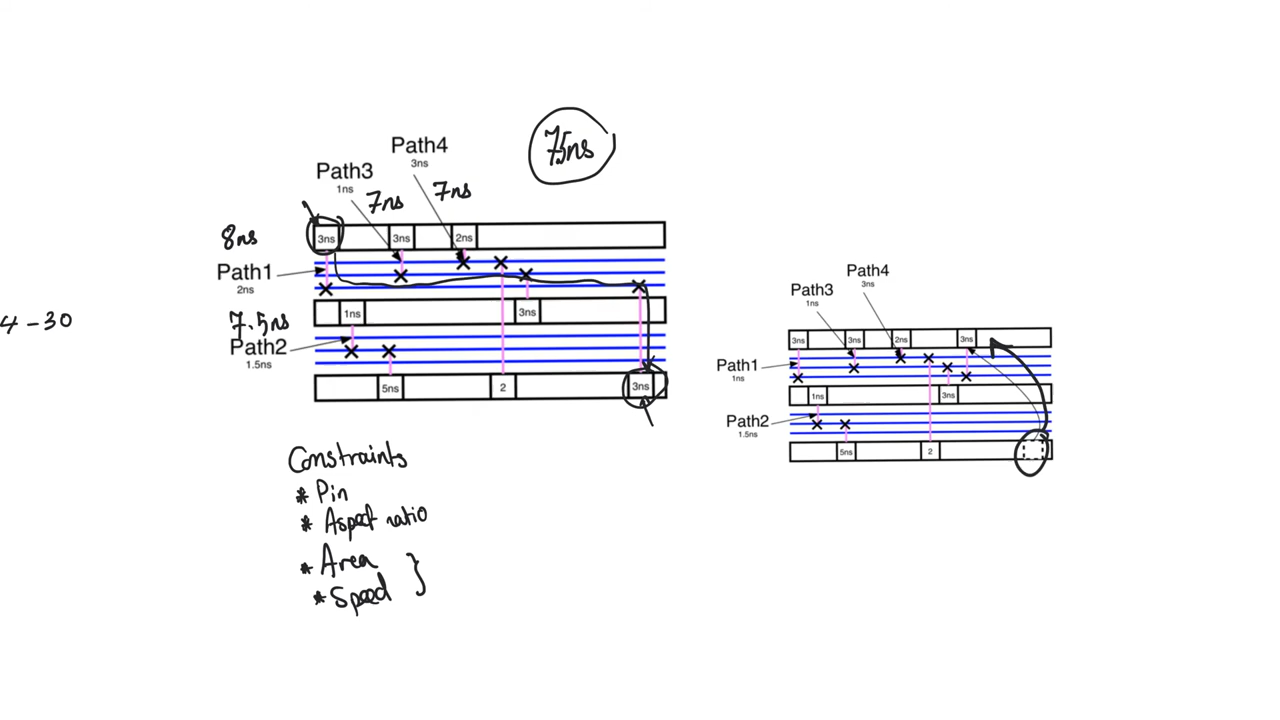 75ns
Path4
3ns
Path3
1ns
7ns
7ns
8ns
3ns
3ns
2ns
Path1
2ns
7.5ns
1ns
3ns
Path2
1.5ns
5ns
2
3ns
4-30
Constraints
* Pin
* Aspect ratio
* Area
* Speed
Path4
3ns
Path3
1ns
3ns
3ns
2ns
3ns
Path1
1ns
1ns
3ns
Path2
1.5ns
5ns
2